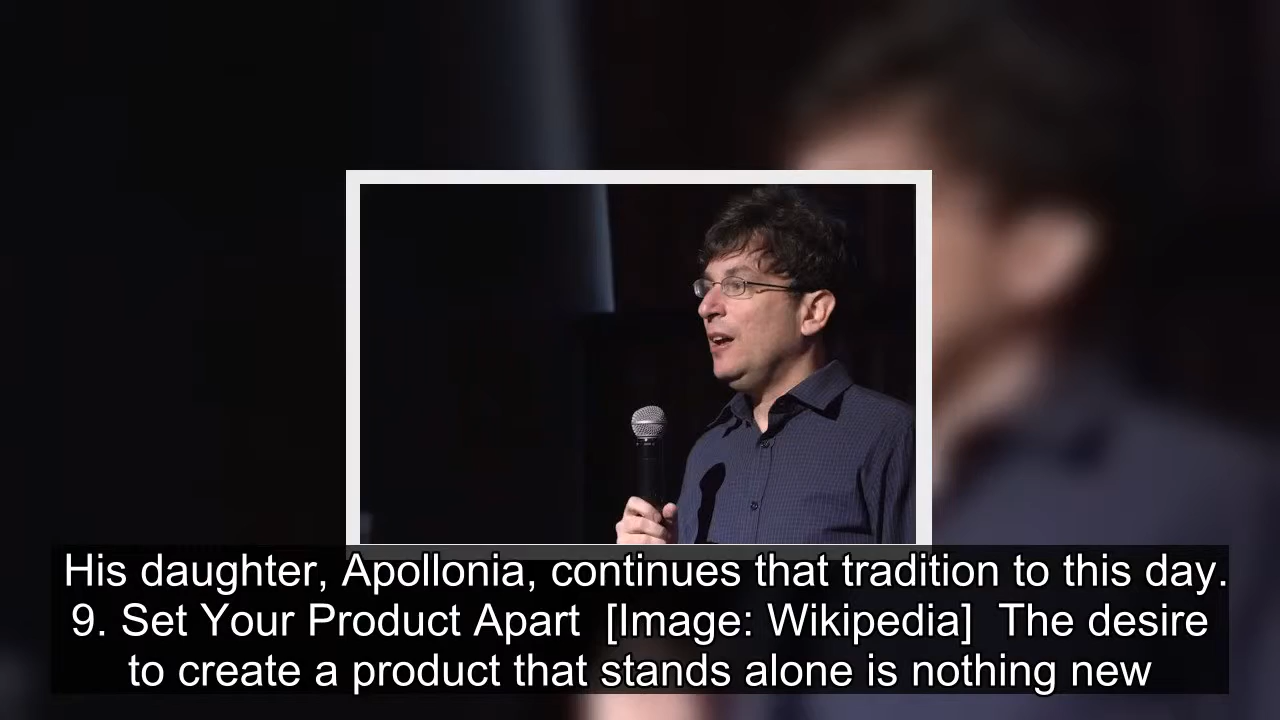 His daughter, Apollonia, continues that tradition to this day.
9. Set Your Product Apart  [Image: Wikipedia]  The desire
to create a product that stands alone is nothing new